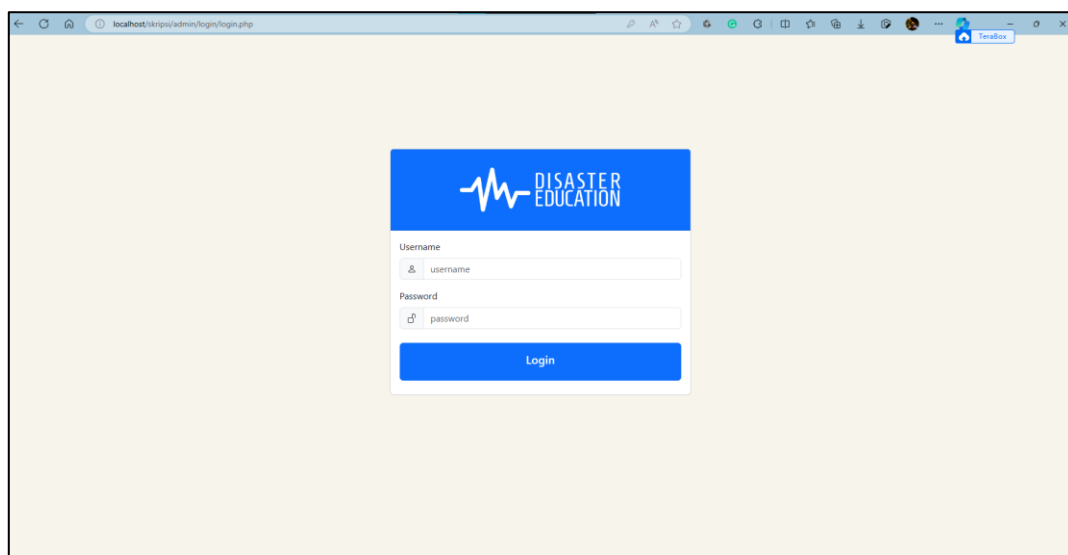 localhost/skripsi/admin/login/login.php
TeraBox
DISASTER
EDUCATION
Username
username
Password
password
Login